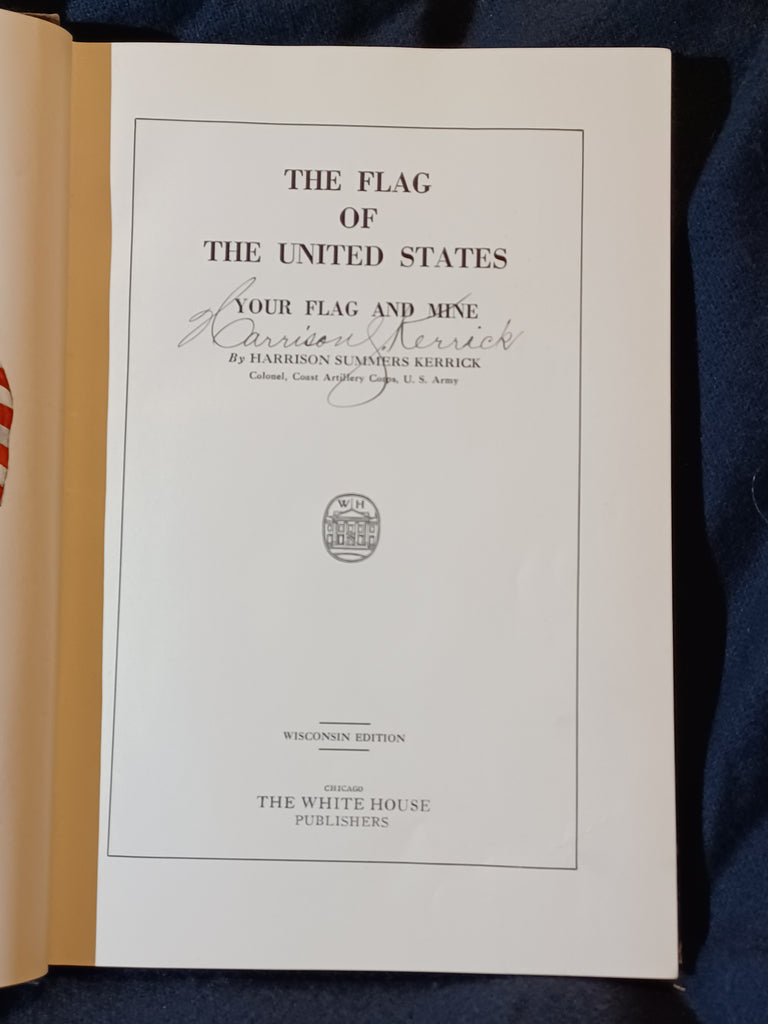 THE FLAG
OF
THE UNITED STATES
YOUR FLAG AND MINE
Harrison S. Kerrick
By HARRISON SUMMERS KERRICK
Colonel, Coast Artillery Corps, U. S. Army
W H
WISCONSIN EDITION
CHICAGO
THE WHITE HOUSE
PUBLISHERS